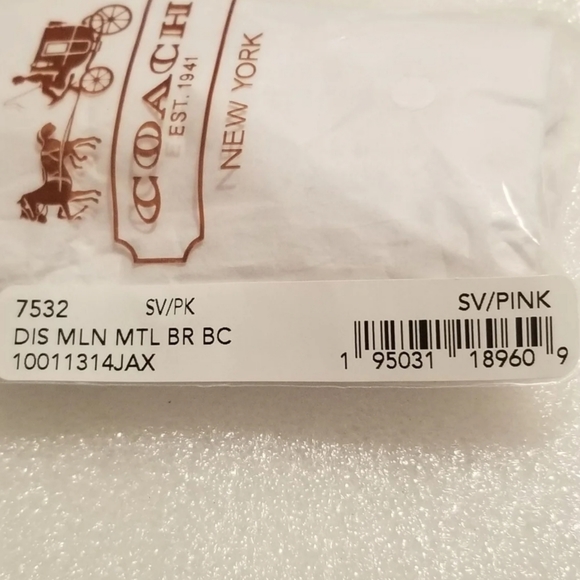 COACH
EST. 1941
NEW YORK
7532 SV/PK SV/PINK
DIS MLN MTL BR BC
10011314JAX
1 95031 18960 9